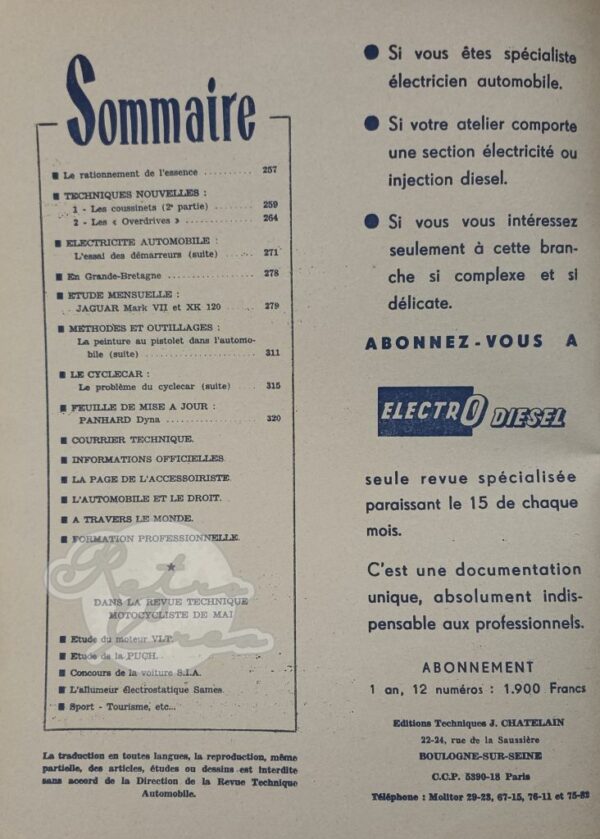 Sommaire
■ Le rationnement de l'essence .......... 257
■ TECHNIQUES NOUVELLES :
1 - Les coussinets (2e partie) .......... 259
2 - Les « Overdrives » .......... 264
■ ELECTRICITE AUTOMOBILE :
L'essai des démarreurs (suite) .... 271
■ En Grande-Bretagne .......... 278
■ ETUDE MENSUELLE :
JAGUAR Mark VII et XK 120 .... 279
■ METHODES ET OUTILLAGES :
La peinture au pistolet dans l'automo-
bile (suite) .......... 311
■ LE CYCLECAR :
Le problème du cyclecar (suite) .... 315
■ FEUILLE DE MISE A JOUR :
PANHARD Dyna .......... 320
■ COURRIER TECHNIQUE.
■ INFORMATIONS OFFICIELLES
■ LA PAGE DE L'ACCESSOIRISTE.
■ L'AUTOMOBILE ET LE DROIT.
■ A TRAVERS LE MONDE.
■ FORMATION PROFESSIONNELLE.
★
DANS LA REVUE TECHNIQUE
MOTOCYCLISTE DE MAI
■ Etude du moteur VLT.
■ Etude de la PUCH.
■ Concours de la voiture S.I.A.
■ L'allumeur électrostatique Sames.
■ Sport - Tourisme, etc...
La traduction en toutes langues, la reproduction, même
partielle, des articles, études ou dessins est interdite
sans accord de la Direction de la Revue Technique
Automobile.
● Si vous êtes spécialiste
électricien automobile.
● Si votre atelier comporte
une section électricité ou
injection diesel.
● Si vous vous intéressez
seulement à cette bran-
che si complexe et si
délicate.
ABONNEZ-VOUS A
ELECTRO DIESEL
seule revue spécialisée
paraissant le 15 de chaque
mois.
C'est une documentation
unique, absolument indis-
pensable aux professionnels.
ABONNEMENT
1 an, 12 numéros : 1.900 Francs
Editions Techniques J. CHATELAIN
22-24, rue de la Saussière
BOULOGNE-SUR-SEINE
C.C.P. 5390-18 Paris
Téléphone : Molitor 29-23, 67-15, 76-11 et 75-82